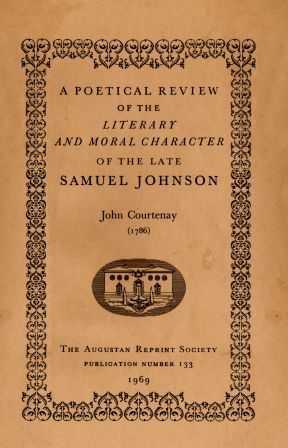 A POETICAL REVIEW
OF THE
LITERARY
AND MORAL CHARACTER
OF THE LATE
SAMUEL JOHNSON
John Courtenay
(1786)
THE AUGUSTAN REPRINT SOCIETY
PUBLICATION NUMBER 133
1969